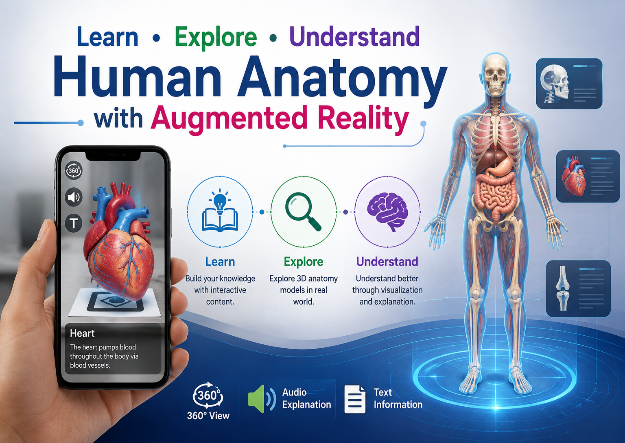 Learn • Explore • Understand
Human Anatomy
with Augmented Reality
360°
T
Heart
The heart pumps blood
throughout the body via
blood vessels.
Learn
Build your knowledge
with interactive
content.
Explore
Explore 3D anatomy
models in real
world.
Understand
Understand better
through visualization
and explanation.
360°
360° View
Audio
Explanation
Text
Information